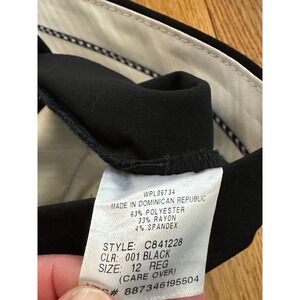 WPL06734
MADE IN DOMINICAN REPUBLIC
63% POLYESTER
33% RAYON
4% SPANDEX
STYLE: C841228
CLR: 001 BLACK
SIZE: 12 REG
(CARE OVER)
# 887346195504